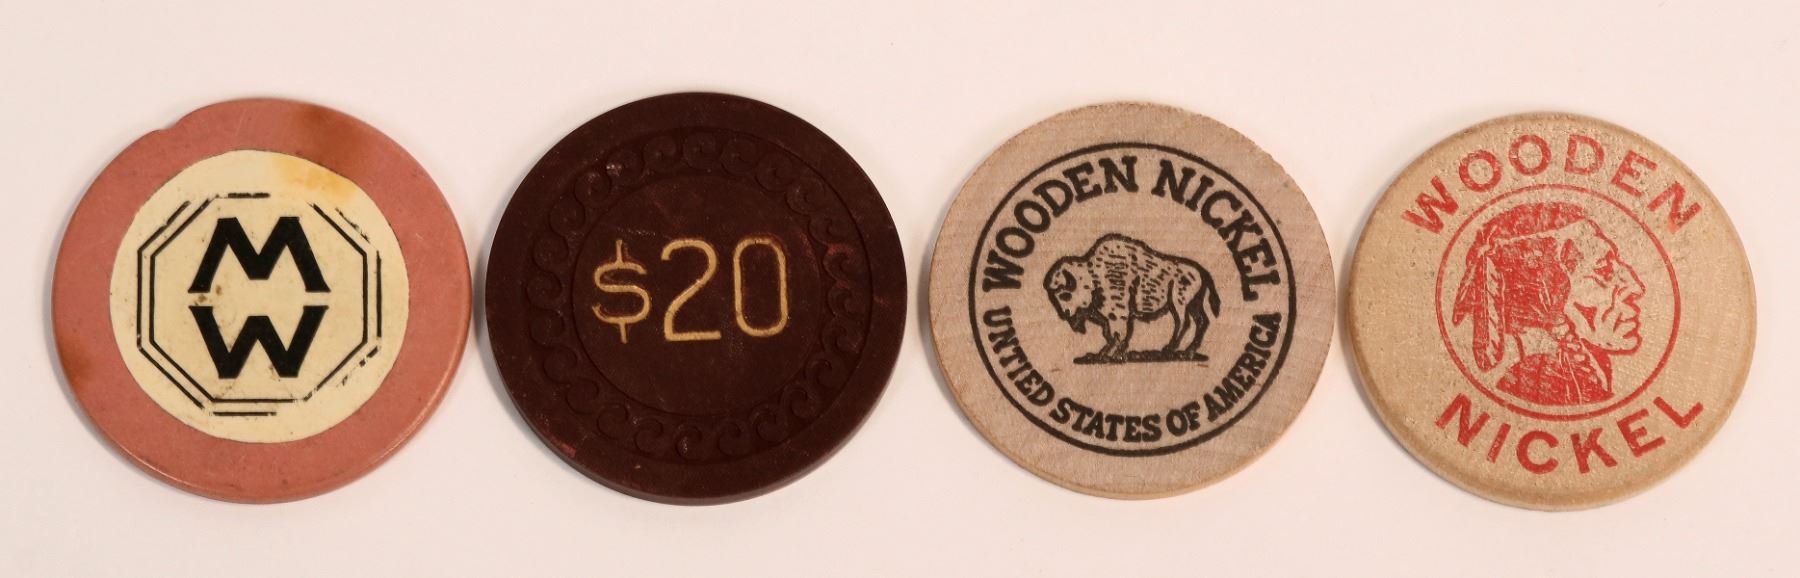 M
W
$20
WOODEN NICKEL
UNTIED STATES OF AMERICA
WOODEN
NICKEL